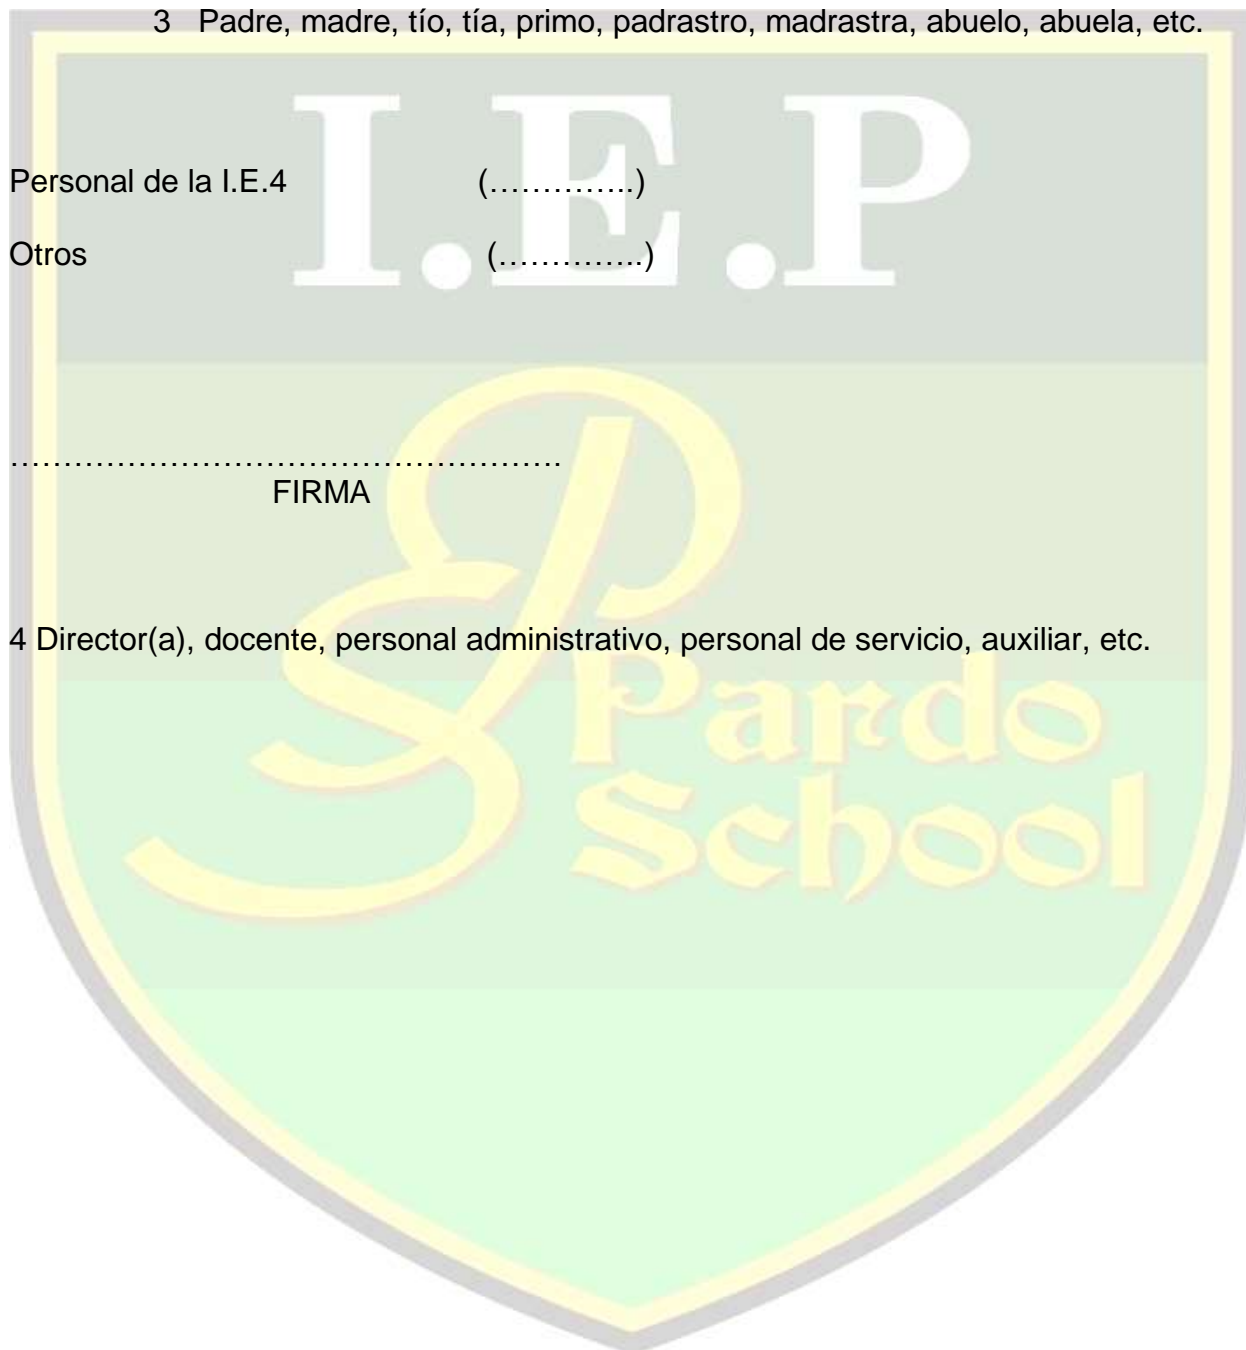 3 Padre, madre, tío, tía, primo, padrastro, madrastra, abuelo, abuela, etc.
I.E.P
Personal de la I.E.4 (…………..)
Otros (…………..)
…………………………………………….
FIRMA
4 Director(a), docente, personal administrativo, personal de servicio, auxiliar, etc.
Pardo
School